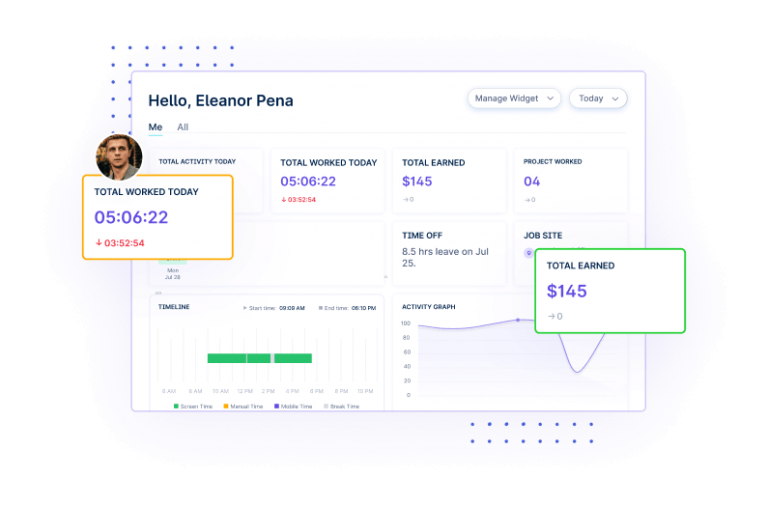 Hello, Eleanor Pena
Manage Widget
Today
Me All
TOTAL ACTIVITY TODAY
TOTAL WORKED TODAY
05:06:22
↓ 03:52:54
TOTAL EARNED
$145
→ 0
PROJECT WORKED
04
→ 0
TOTAL WORKED TODAY
05:06:22
↓ 03:52:54
Mon
Jul 28
TIME OFF
8.5 hrs leave on Jul
25.
JOB SITE
TOTAL EARNED
$145
→ 0
TIMELINE
Start time: 09:09 AM
End time: 06:10 PM
6 AM 8 AM 10 AM 12 PM 2 PM 4 PM 6 PM 8 PM 10 PM
Screen Time Manual Time Mobile Time Break Time
ACTIVITY GRAPH
100
80
60
40
20
0